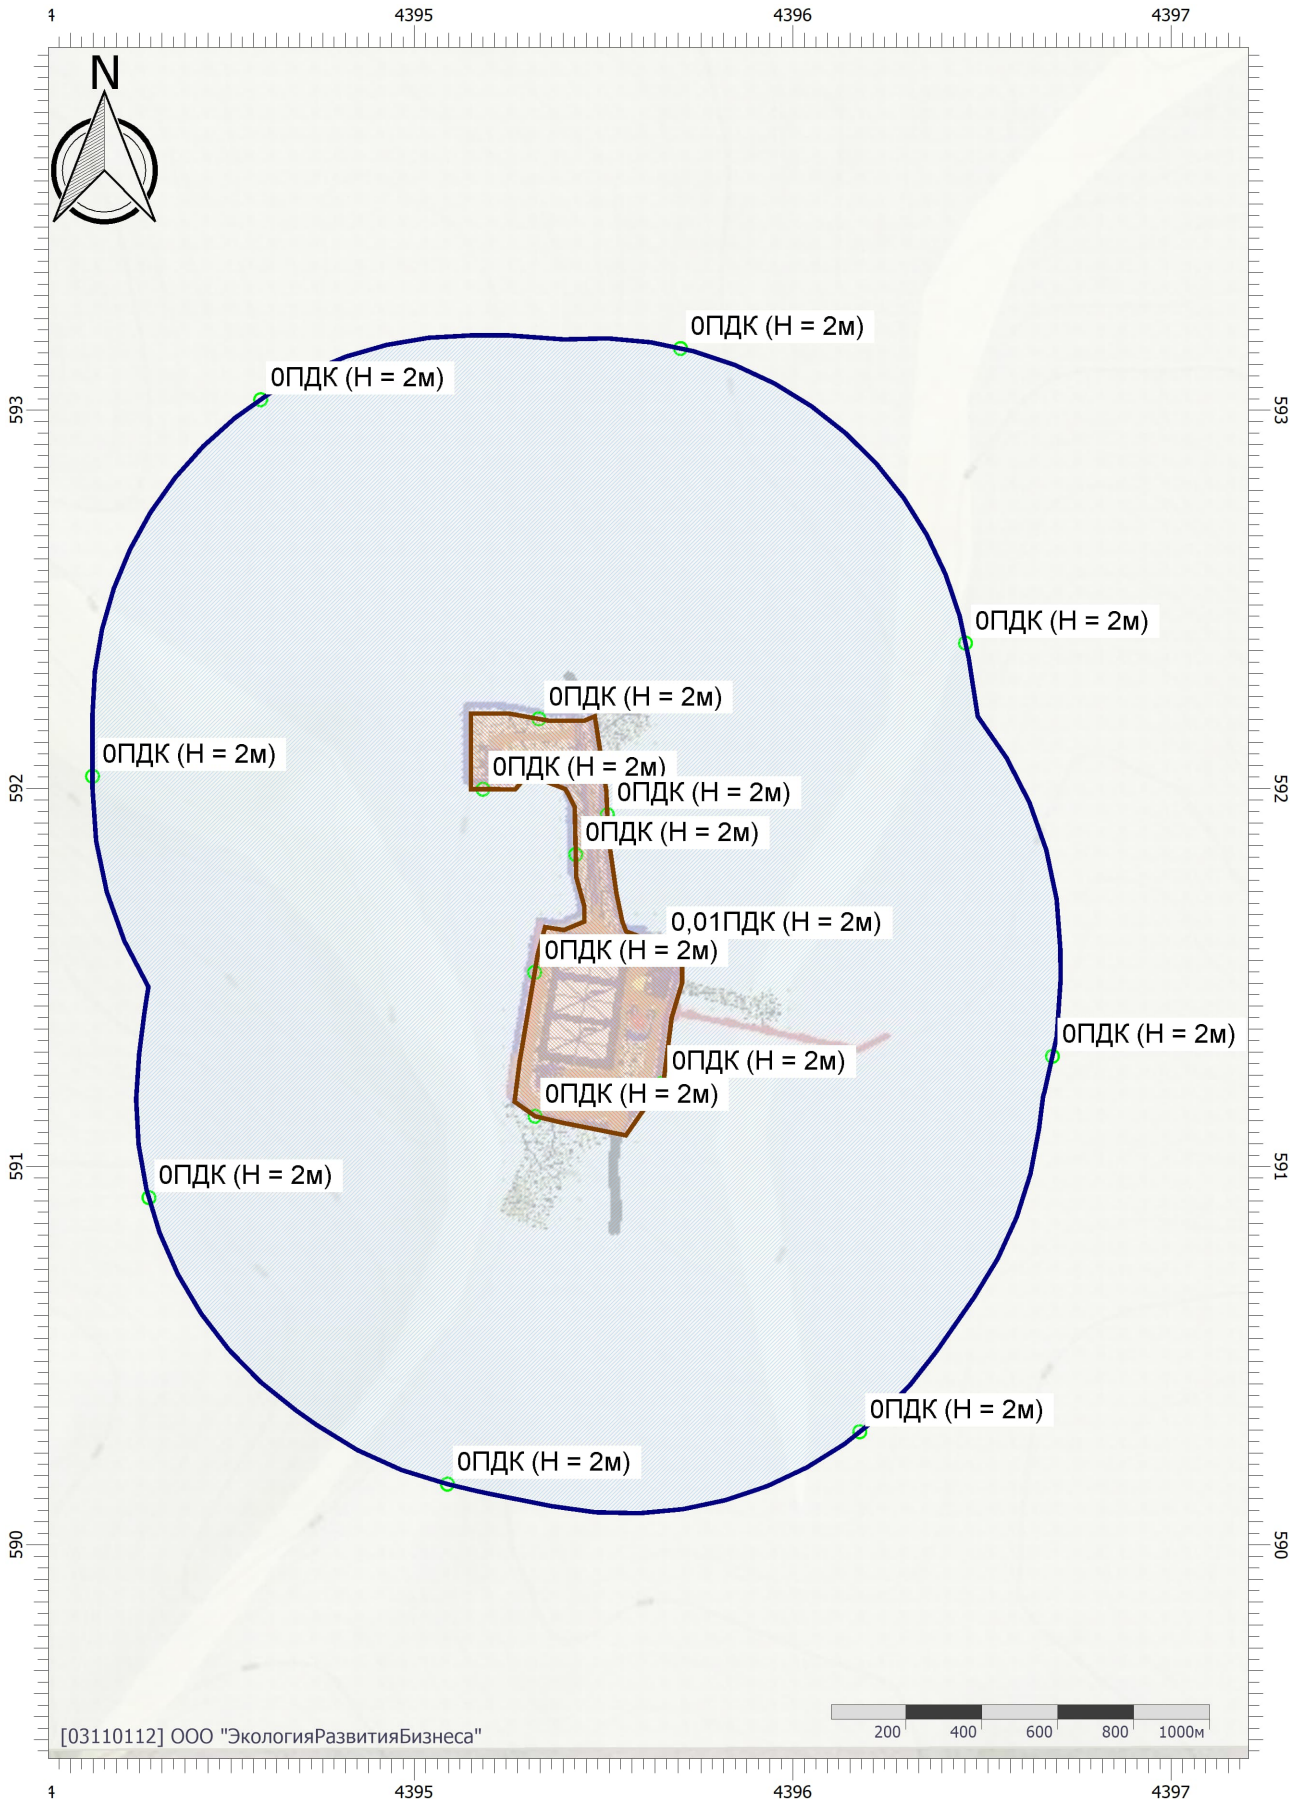 4395 4396 4397
N
0ПДК (Н = 2м)
0ПДК (Н = 2м)
593 593
0ПДК (Н = 2м)
0ПДК (Н = 2м)
0ПДК (Н = 2м)
0ПДК (Н = 2м)
592 592
0ПДК (Н = 2м)
0ПДК (Н = 2м)
0,01ПДК (Н = 2м)
0ПДК (Н = 2м)
0ПДК (Н = 2м)
0ПДК (Н = 2м)
0ПДК (Н = 2м)
591 591
0ПДК (Н = 2м)
0ПДК (Н = 2м)
0ПДК (Н = 2м)
590 590
200 400 600 800 1000м
[03110112] ООО "ЭкологияРазвитияБизнеса"
4395 4396 4397